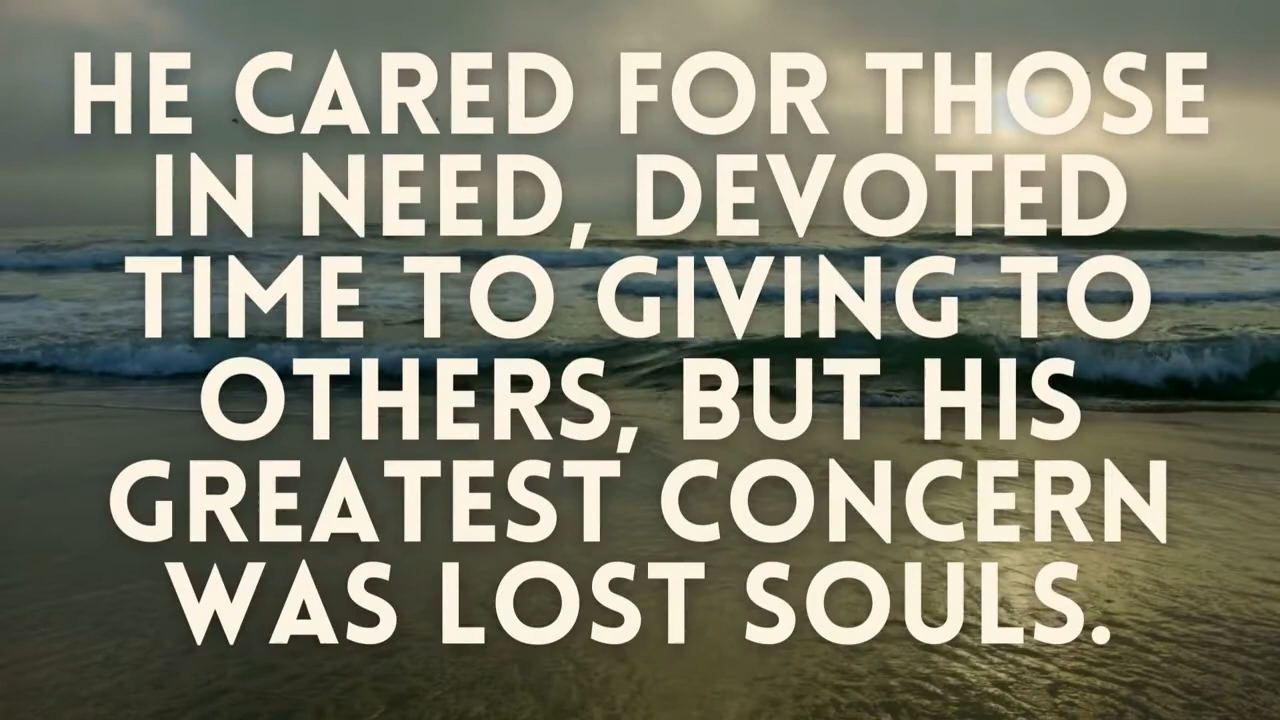 HE CARED FOR THOSE
IN NEED, DEVOTED
TIME TO GIVING TO
OTHERS, BUT HIS
GREATEST CONCERN
WAS LOST SOULS.